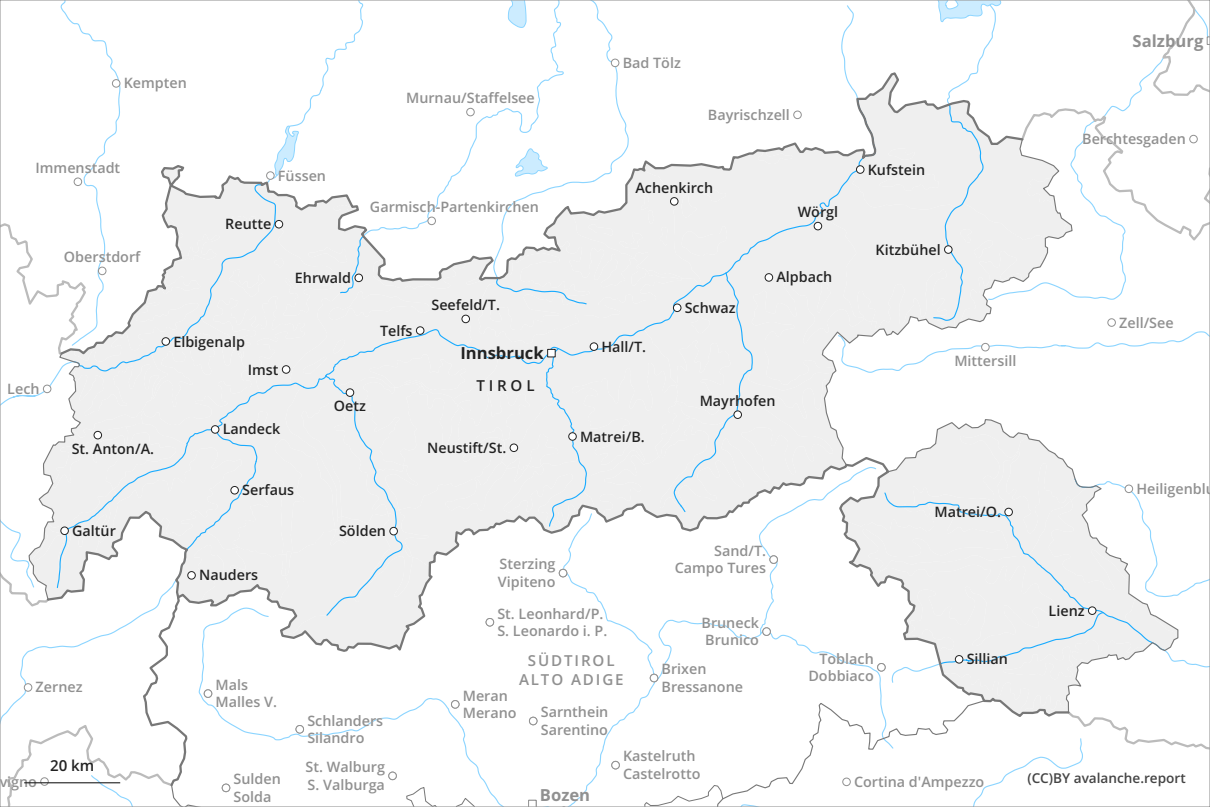 Salzburg
Bad Tölz
Kempten
Murnau/Staffelsee
Bayrischzell
Berchtesgaden
Immenstadt
Füssen
Kufstein
Achenkirch
Garmisch-Partenkirchen
Wörgl
Reutte
Kitzbühel
Oberstdorf
Ehrwald
Alpbach
Seefeld/T.
Schwaz
Zell/See
Telfs
Elbigenalp
Innsbruck
Hall/T.
Mittersill
Imst
TIROL
Lech
Oetz
Mayrhofen
Landeck
Matrei/B.
St. Anton/A.
Neustift/St.
Serfaus
Heiligenblu
Matrei/O.
Galtür
Sölden
Sand/T.
Campo Tures
Sterzing
Vipiteno
Nauders
Lienz
St. Leonhard/P.
S. Leonardo i. P.
Bruneck
Brunico
SÜDTIROL
ALTO ADIGE
Toblach
Dobbiaco
Sillian
Brixen
Bressanone
Zernez
Mals
Malles V.
Meran
Merano
Sarnthein
Sarentino
Schlanders
Silandro
Kastelruth
Castelrotto
20 km
St. Walburg
S. Valburga
vigno
Sulden
Solda
Cortina d'Ampezzo
(CC)BY avalanche.report
Bozen